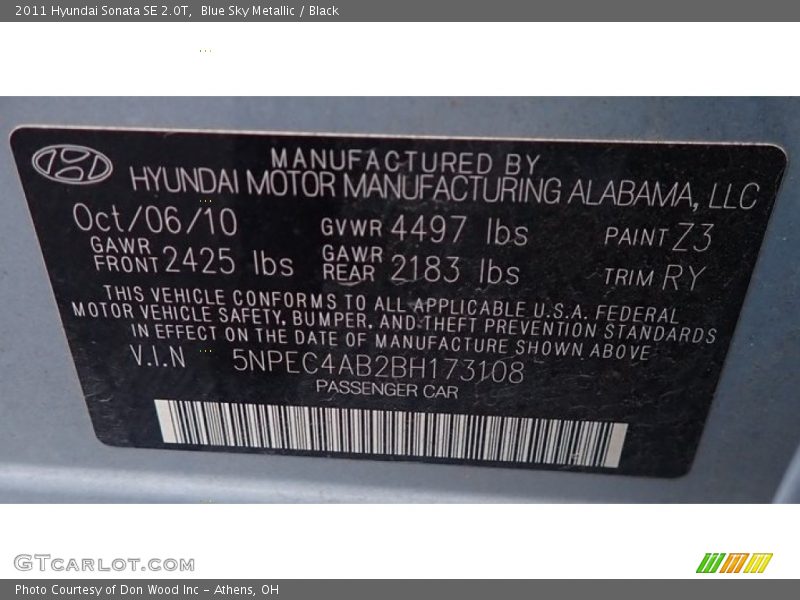 2011 Hyundai Sonata SE 2.0T,  Blue Sky Metallic / Black
MANUFACTURED BY
HYUNDAI MOTOR MANUFACTURING ALABAMA, LLC
Oct/06/10 GVWR 4497 lbs PAINT Z3
GAWR FRONT 2425 lbs GAWR REAR 2183 lbs TRIM RY
THIS VEHICLE CONFORMS TO ALL APPLICABLE U.S.A. FEDERAL
MOTOR VEHICLE SAFETY, BUMPER, AND THEFT PREVENTION STANDARDS
IN EFFECT ON THE DATE OF MANUFACTURE SHOWN ABOVE
V.I.N 5NPEC4AB2BH173108
PASSENGER CAR
GTCARLOT.COM
Photo Courtesy of Don Wood Inc - Athens, OH